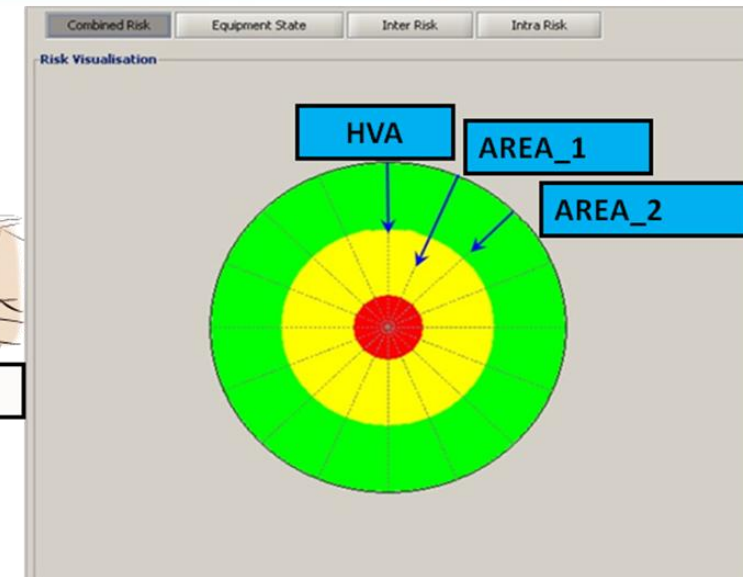 Combined Risk
Equipment State
Inter Risk
Intra Risk
Risk Visualisation
HVA
AREA_1
AREA_2